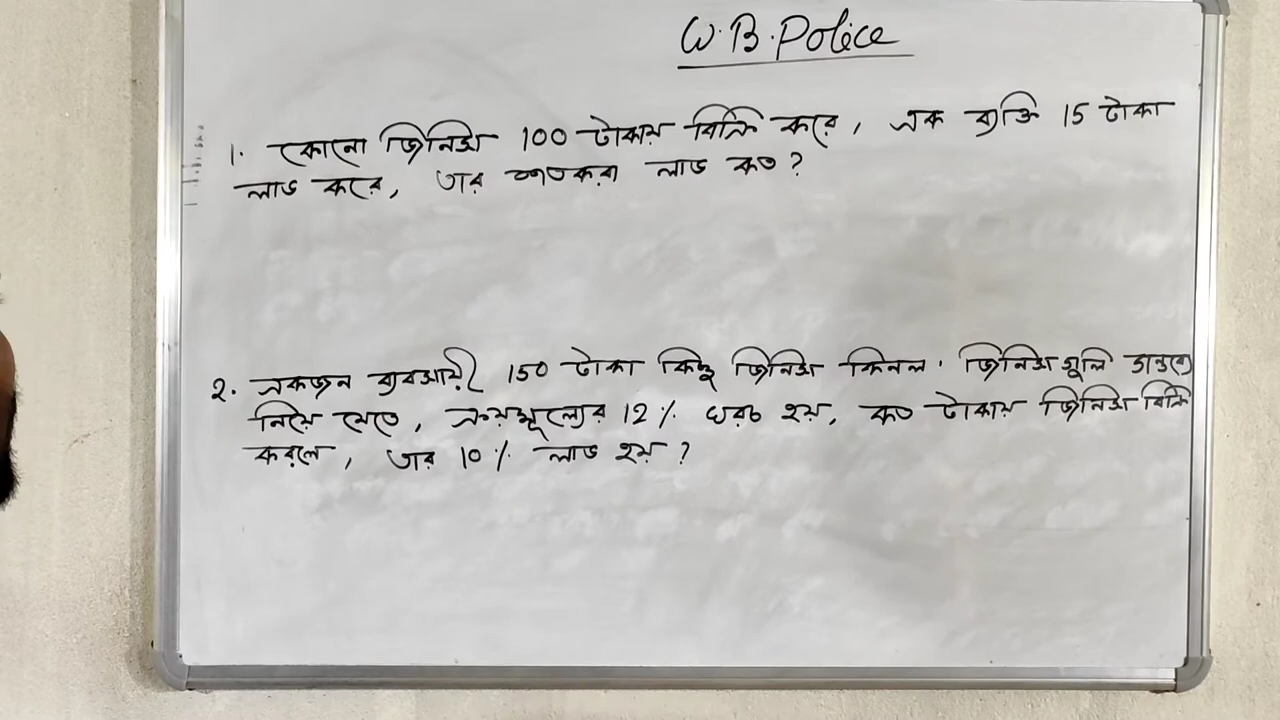 W.B.Police
1. কোনো জিনিস 100 টাকায় বিক্রি করে, এক ব্যক্তি 15 টাকা
লাভ করে, তার শতকরা লাভ কত?
2. একজন ব্যবসায়ী 150 টাকা কিছু জিনিস কিনল. জিনিসগুলি
নিয়ে যেতে, ক্রয়মূল্যের 12% খরচ হয়, কত টাকায় জিনিস বিক্রি
করলে, তার 10% লাভ হয়?